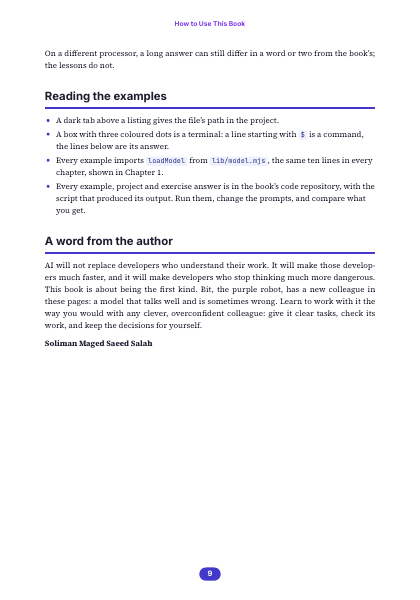 How to Use This Book
On a different processor, a long answer can still differ in a word or two from the book's;
the lessons do not.
Reading the examples
• A dark tab above a listing gives the file's path in the project.
• A box with three coloured dots is a terminal: a line starting with $ is a command,
the lines below are its answer.
• Every example imports loadModel from lib/model.mjs, the same ten lines in every
chapter, shown in Chapter 1.
• Every example, project and exercise answer is in the book's code repository, with the
script that produced its output. Run them, change the prompts, and compare what
you get.
A word from the author
AI will not replace developers who understand their work. It will make those develop-
ers much faster, and it will make developers who stop thinking much more dangerous.
This book is about being the first kind. Bit, the purple robot, has a new colleague in
these pages: a model that talks well and is sometimes wrong. Learn to work with it the
way you would with any clever, overconfident colleague: give it clear tasks, check its
work, and keep the decisions for yourself.
Soliman Maged Saeed Salah
9